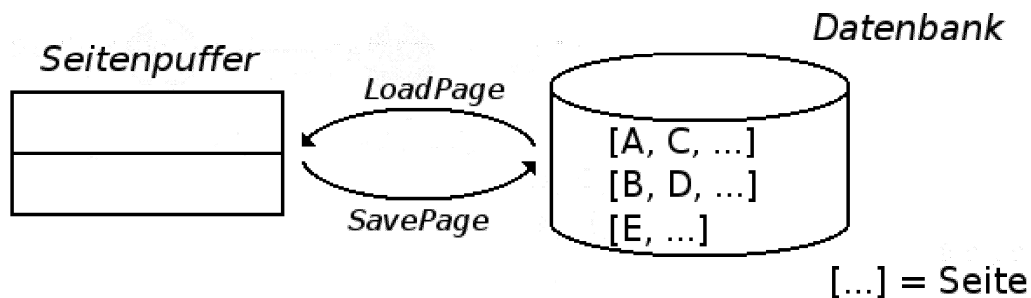 Datenbank
Seitenpuffer
LoadPage
[A, C, ...]
[B, D, ...]
SavePage
[E, ...]
[...] = Seite